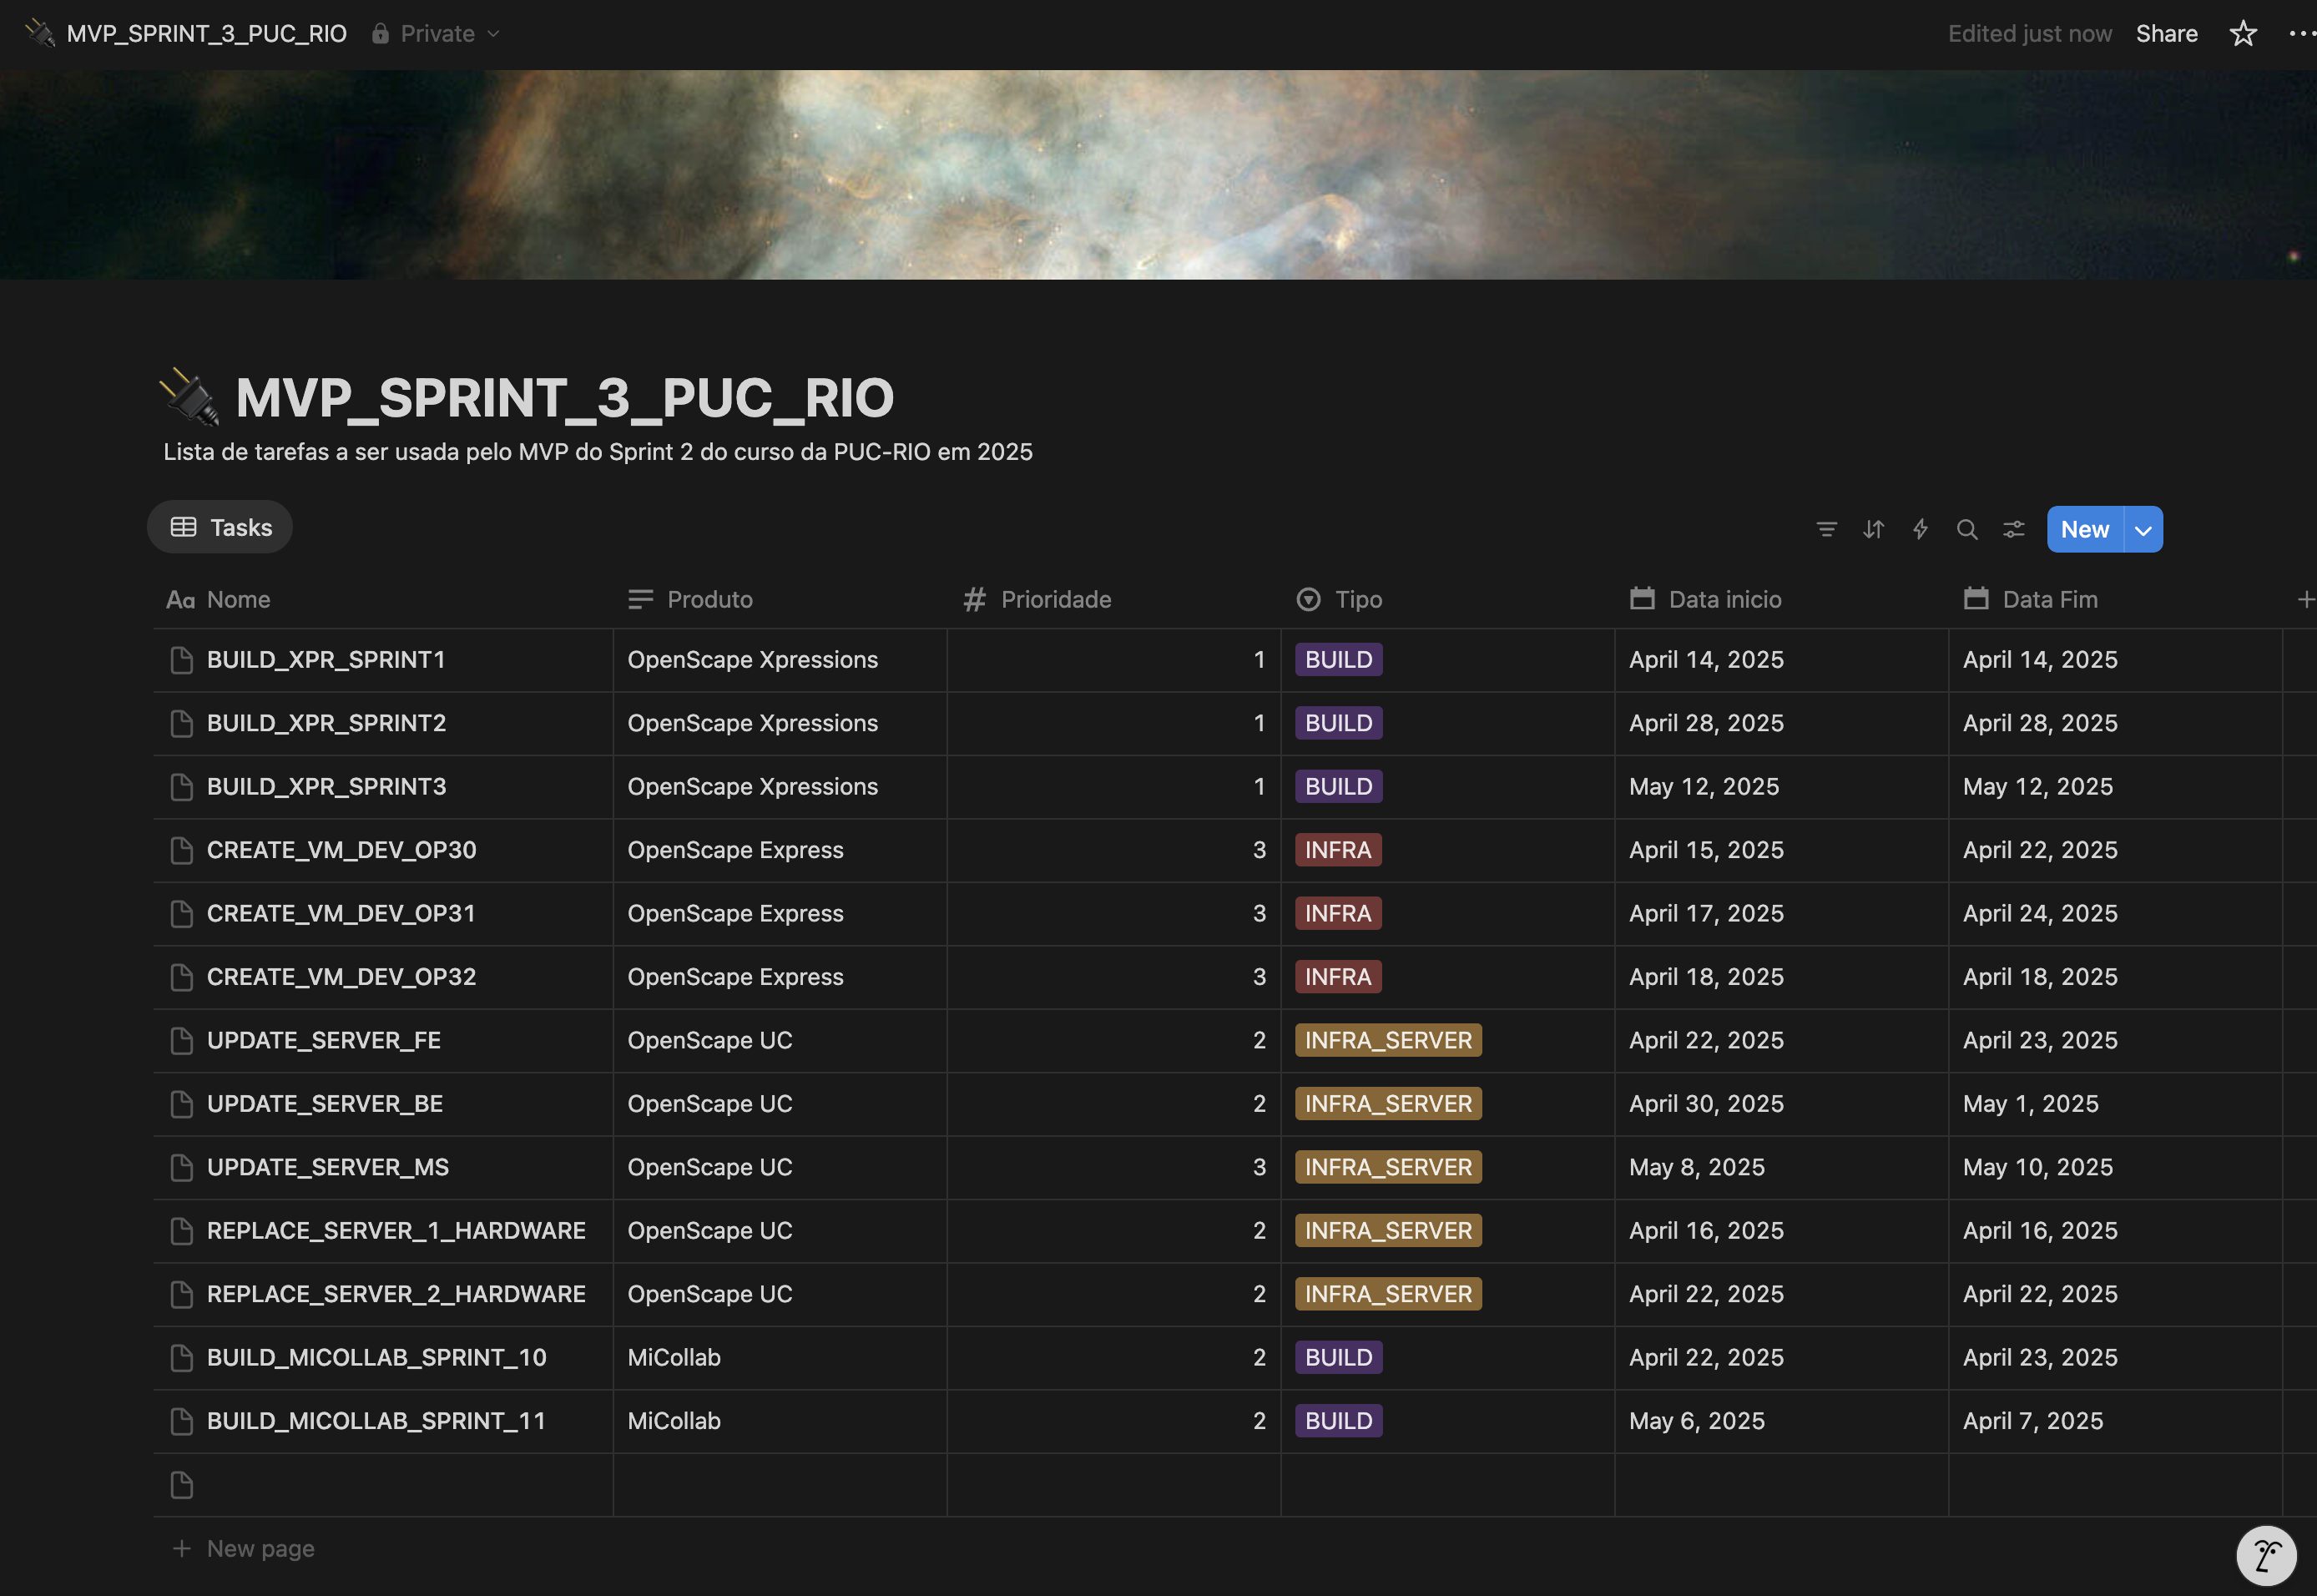 MVP_SPRINT_3_PUC_RIO Private Edited just now Share
MVP_SPRINT_3_PUC_RIO
Lista de tarefas a ser usada pelo MVP do Sprint 2 do curso da PUC-RIO em 2025
Tasks New
Aa Nome Produto # Prioridade Tipo Data inicio Data Fim +
BUILD_XPR_SPRINT1 OpenScape Xpressions 1 BUILD April 14, 2025 April 14, 2025
BUILD_XPR_SPRINT2 OpenScape Xpressions 1 BUILD April 28, 2025 April 28, 2025
BUILD_XPR_SPRINT3 OpenScape Xpressions 1 BUILD May 12, 2025 May 12, 2025
CREATE_VM_DEV_OP30 OpenScape Express 3 INFRA April 15, 2025 April 22, 2025
CREATE_VM_DEV_OP31 OpenScape Express 3 INFRA April 17, 2025 April 24, 2025
CREATE_VM_DEV_OP32 OpenScape Express 3 INFRA April 18, 2025 April 18, 2025
UPDATE_SERVER_FE OpenScape UC 2 INFRA_SERVER April 22, 2025 April 23, 2025
UPDATE_SERVER_BE OpenScape UC 2 INFRA_SERVER April 30, 2025 May 1, 2025
UPDATE_SERVER_MS OpenScape UC 3 INFRA_SERVER May 8, 2025 May 10, 2025
REPLACE_SERVER_1_HARDWARE OpenScape UC 2 INFRA_SERVER April 16, 2025 April 16, 2025
REPLACE_SERVER_2_HARDWARE OpenScape UC 2 INFRA_SERVER April 22, 2025 April 22, 2025
BUILD_MICOLLAB_SPRINT_10 MiCollab 2 BUILD April 22, 2025 April 23, 2025
BUILD_MICOLLAB_SPRINT_11 MiCollab 2 BUILD May 6, 2025 April 7, 2025
+ New page